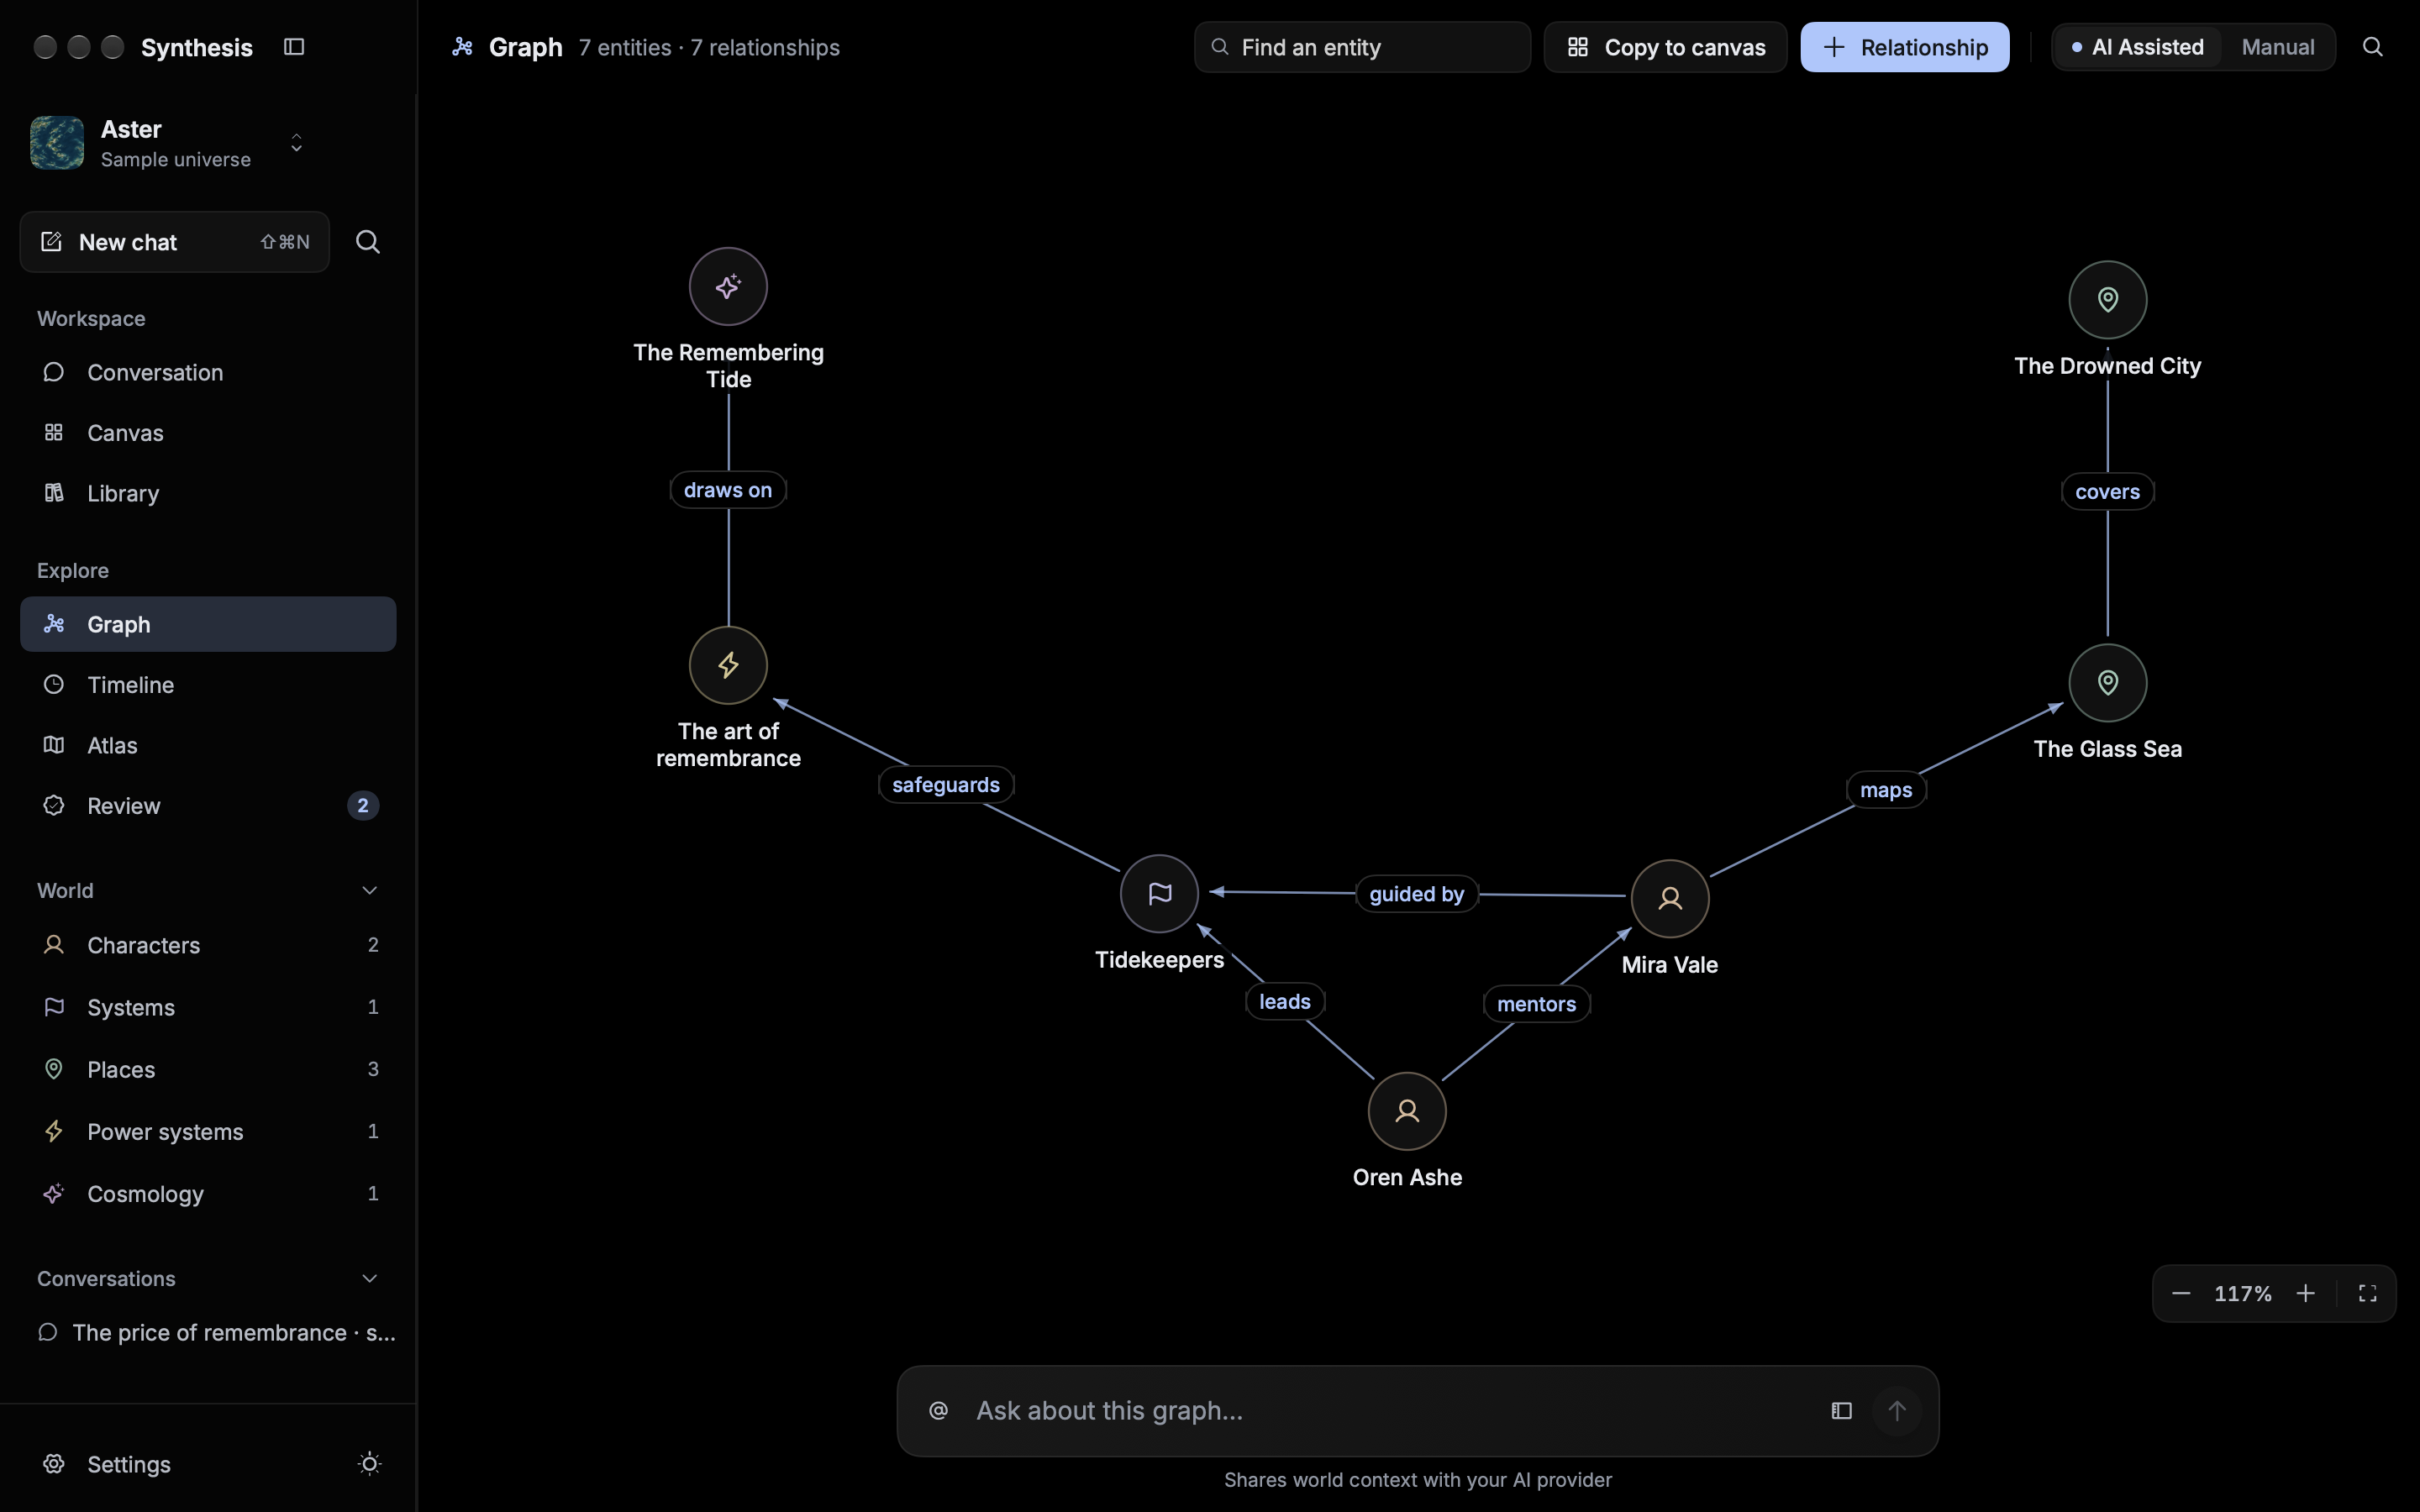 Synthesis
Aster
Sample universe
New chat ⇧⌘N
Workspace
Conversation
Canvas
Library
Explore
Graph
Timeline
Atlas
Review 2
World
Characters 2
Systems 1
Places 3
Power systems 1
Cosmology 1
Conversations
The price of remembrance · s...
Settings
Graph 7 entities · 7 relationships
Find an entity
Copy to canvas
+ Relationship
AI Assisted
Manual
The Remembering
Tide
The Drowned City
draws on
covers
The art of
remembrance
The Glass Sea
safeguards
maps
guided by
Tidekeepers
Mira Vale
leads
mentors
Oren Ashe
− 117% +
@ Ask about this graph...
Shares world context with your AI provider